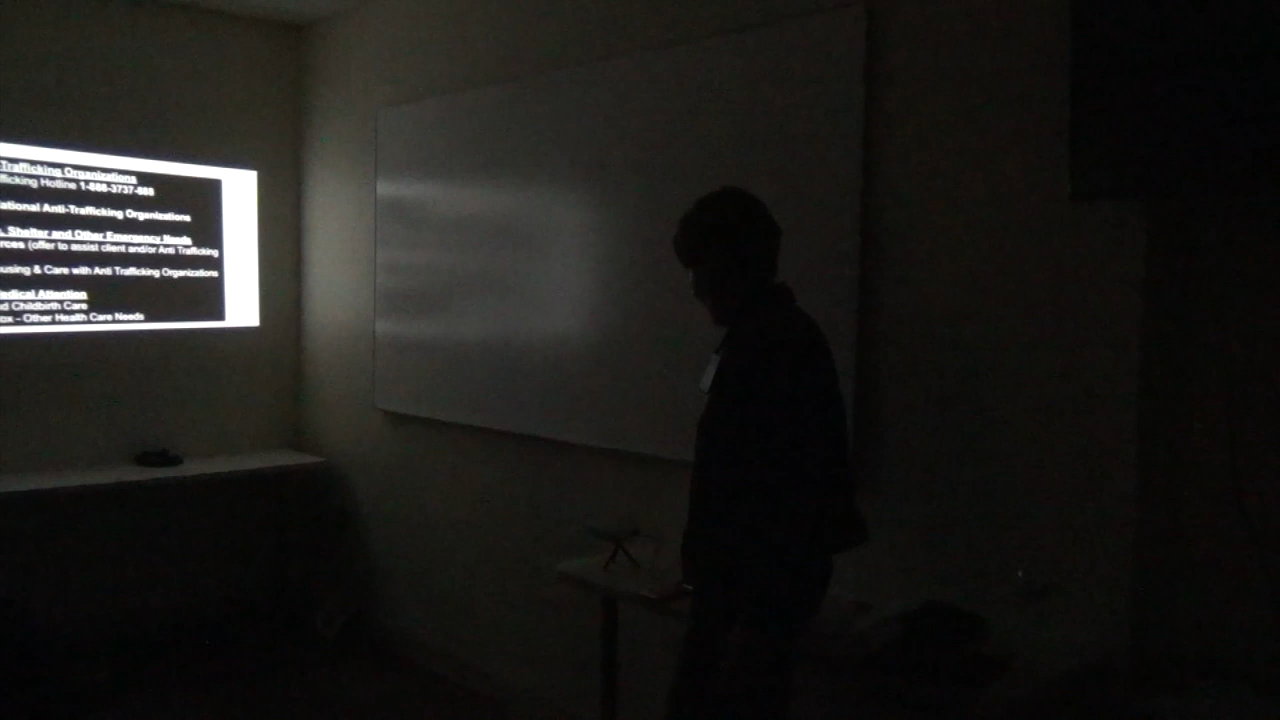 Trafficking Organizations
fficking Hotline 1-888-3737-888
ational Anti-Trafficking Organizations
Shelter and Other Emergency Needs
rces (offer to assist client and/or Anti Trafficking
using & Care with Anti Trafficking Organizations
edical Attention
d Childbirth Care
ox - Other Health Care Needs